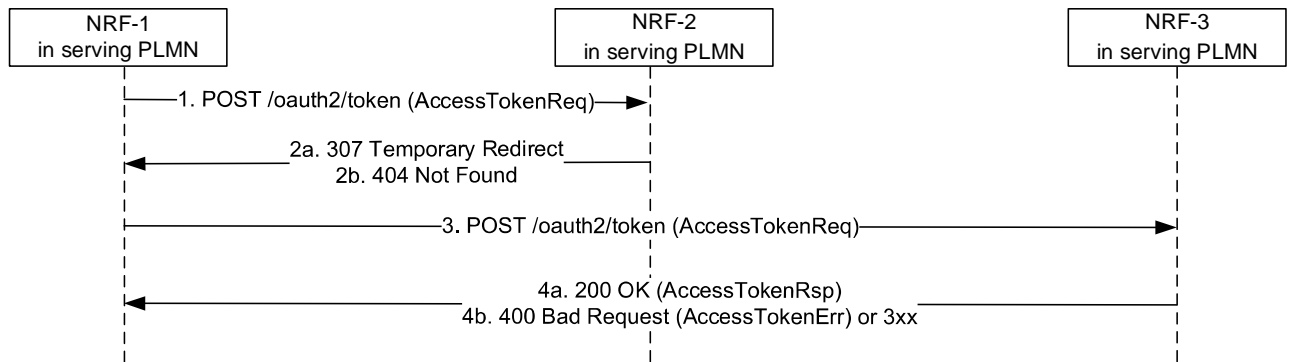 NRF-1
in serving PLMN
NRF-2
in serving PLMN
NRF-3
in serving PLMN
1. POST /oauth2/token (AccessTokenReq)
2a. 307 Temporary Redirect
2b. 404 Not Found
3. POST /oauth2/token (AccessTokenReq)
4a. 200 OK (AccessTokenRsp)
4b. 400 Bad Request (AccessTokenErr) or 3xx